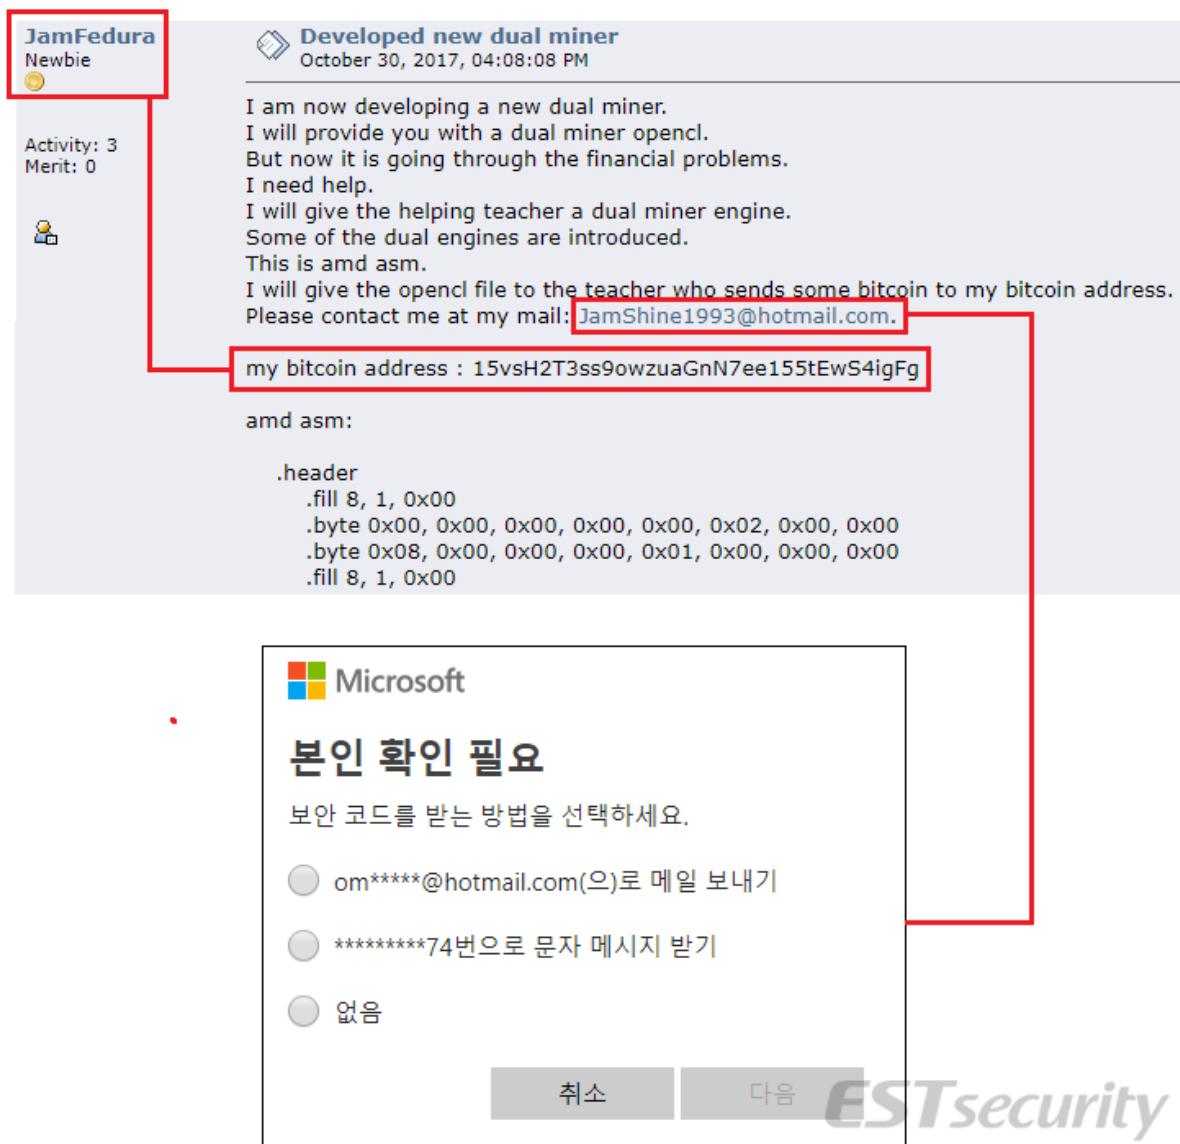 JamFedura
Newbie
Activity: 3
Merit: 0
Developed new dual miner
October 30, 2017, 04:08:08 PM
I am now developing a new dual miner.
I will provide you with a dual miner opencl.
But now it is going through the financial problems.
I need help.
I will give the helping teacher a dual miner engine.
Some of the dual engines are introduced.
This is amd asm.
I will give the opencl file to the teacher who sends some bitcoin to my bitcoin address.
Please contact me at my mail: JamShine1993@hotmail.com.
my bitcoin address : 15vsH2T3ss9owzuaGnN7ee155tEwS4igFg
amd asm:
.header
.fill 8, 1, 0x00
.byte 0x00, 0x00, 0x00, 0x00, 0x00, 0x02, 0x00, 0x00
.byte 0x08, 0x00, 0x00, 0x00, 0x01, 0x00, 0x00, 0x00
.fill 8, 1, 0x00
Microsoft
본인 확인 필요
보안 코드를 받는 방법을 선택하세요.
om*****@hotmail.com(으)로 메일 보내기
*********74번으로 문자 메시지 받기
없음
취소
다음
ESTsecurity